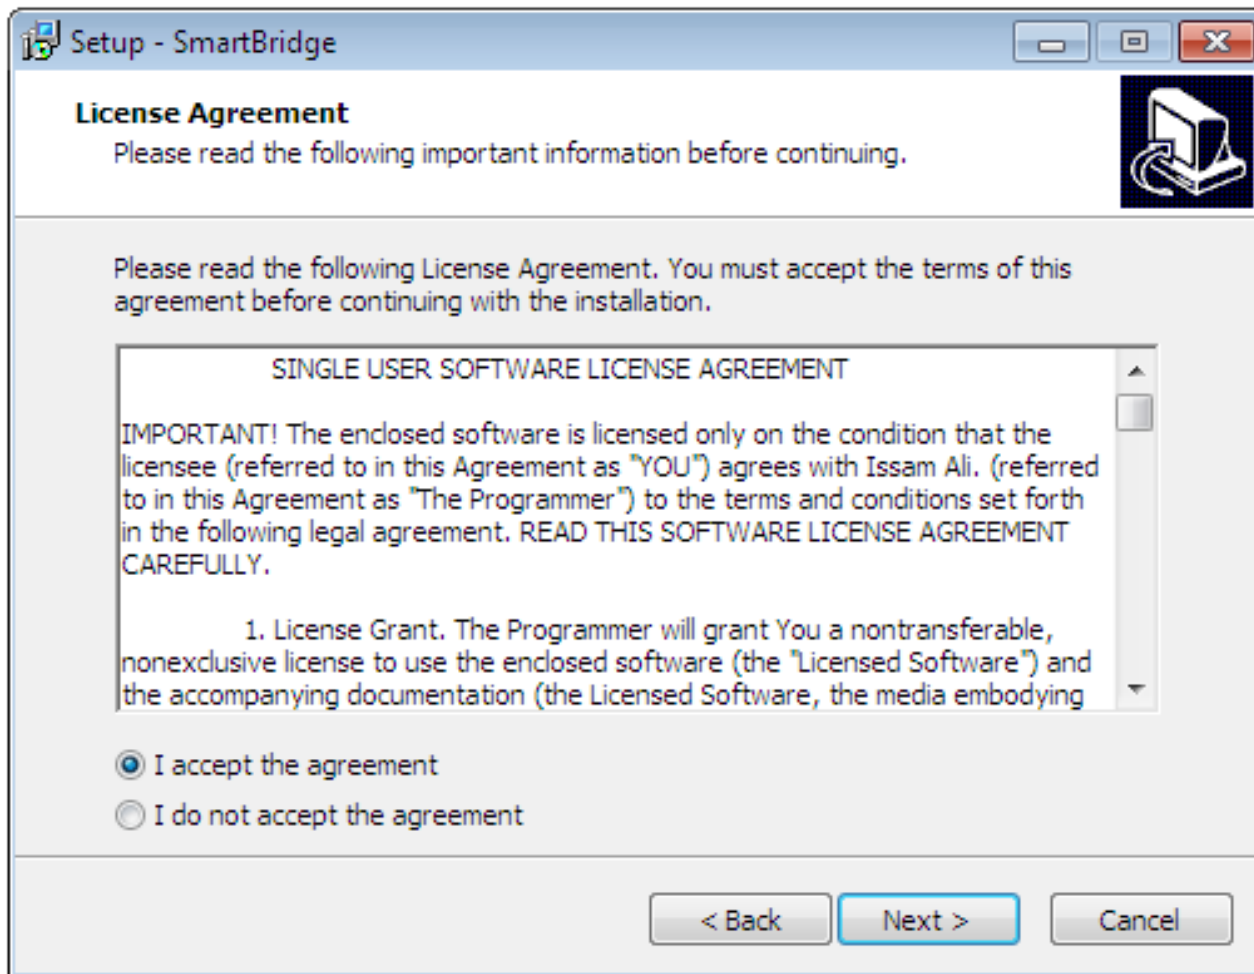 Setup - SmartBridge
License Agreement
Please read the following important information before continuing.
Please read the following License Agreement. You must accept the terms of this
agreement before continuing with the installation.
SINGLE USER SOFTWARE LICENSE AGREEMENT
IMPORTANT! The enclosed software is licensed only on the condition that the
licensee (referred to in this Agreement as "YOU") agrees with Issam Ali. (referred
to in this Agreement as "The Programmer") to the terms and conditions set forth
in the following legal agreement. READ THIS SOFTWARE LICENSE AGREEMENT
CAREFULLY.
1. License Grant. The Programmer will grant You a nontransferable,
nonexclusive license to use the enclosed software (the "Licensed Software") and
the accompanying documentation (the Licensed Software, the media embodying
I accept the agreement
I do not accept the agreement
< Back Next > Cancel